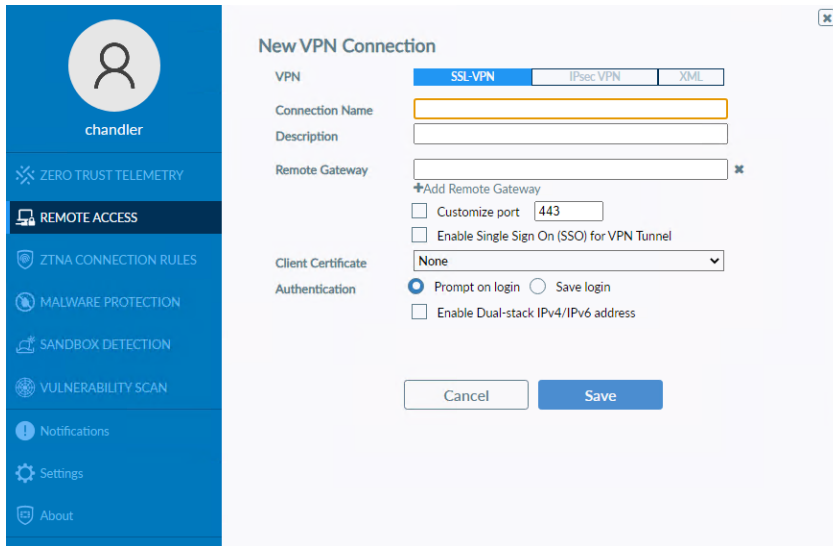 chandler
ZERO TRUST TELEMETRY
REMOTE ACCESS
ZTNA CONNECTION RULES
MALWARE PROTECTION
SANDBOX DETECTION
VULNERABILITY SCAN
Notifications
Settings
About
New VPN Connection
VPN SSL-VPN IPsec VPN XML
Connection Name
Description
Remote Gateway
+Add Remote Gateway
Customize port 443
Enable Single Sign On (SSO) for VPN Tunnel
Client Certificate None
Authentication Prompt on login Save login
Enable Dual-stack IPv4/IPv6 address
Cancel Save